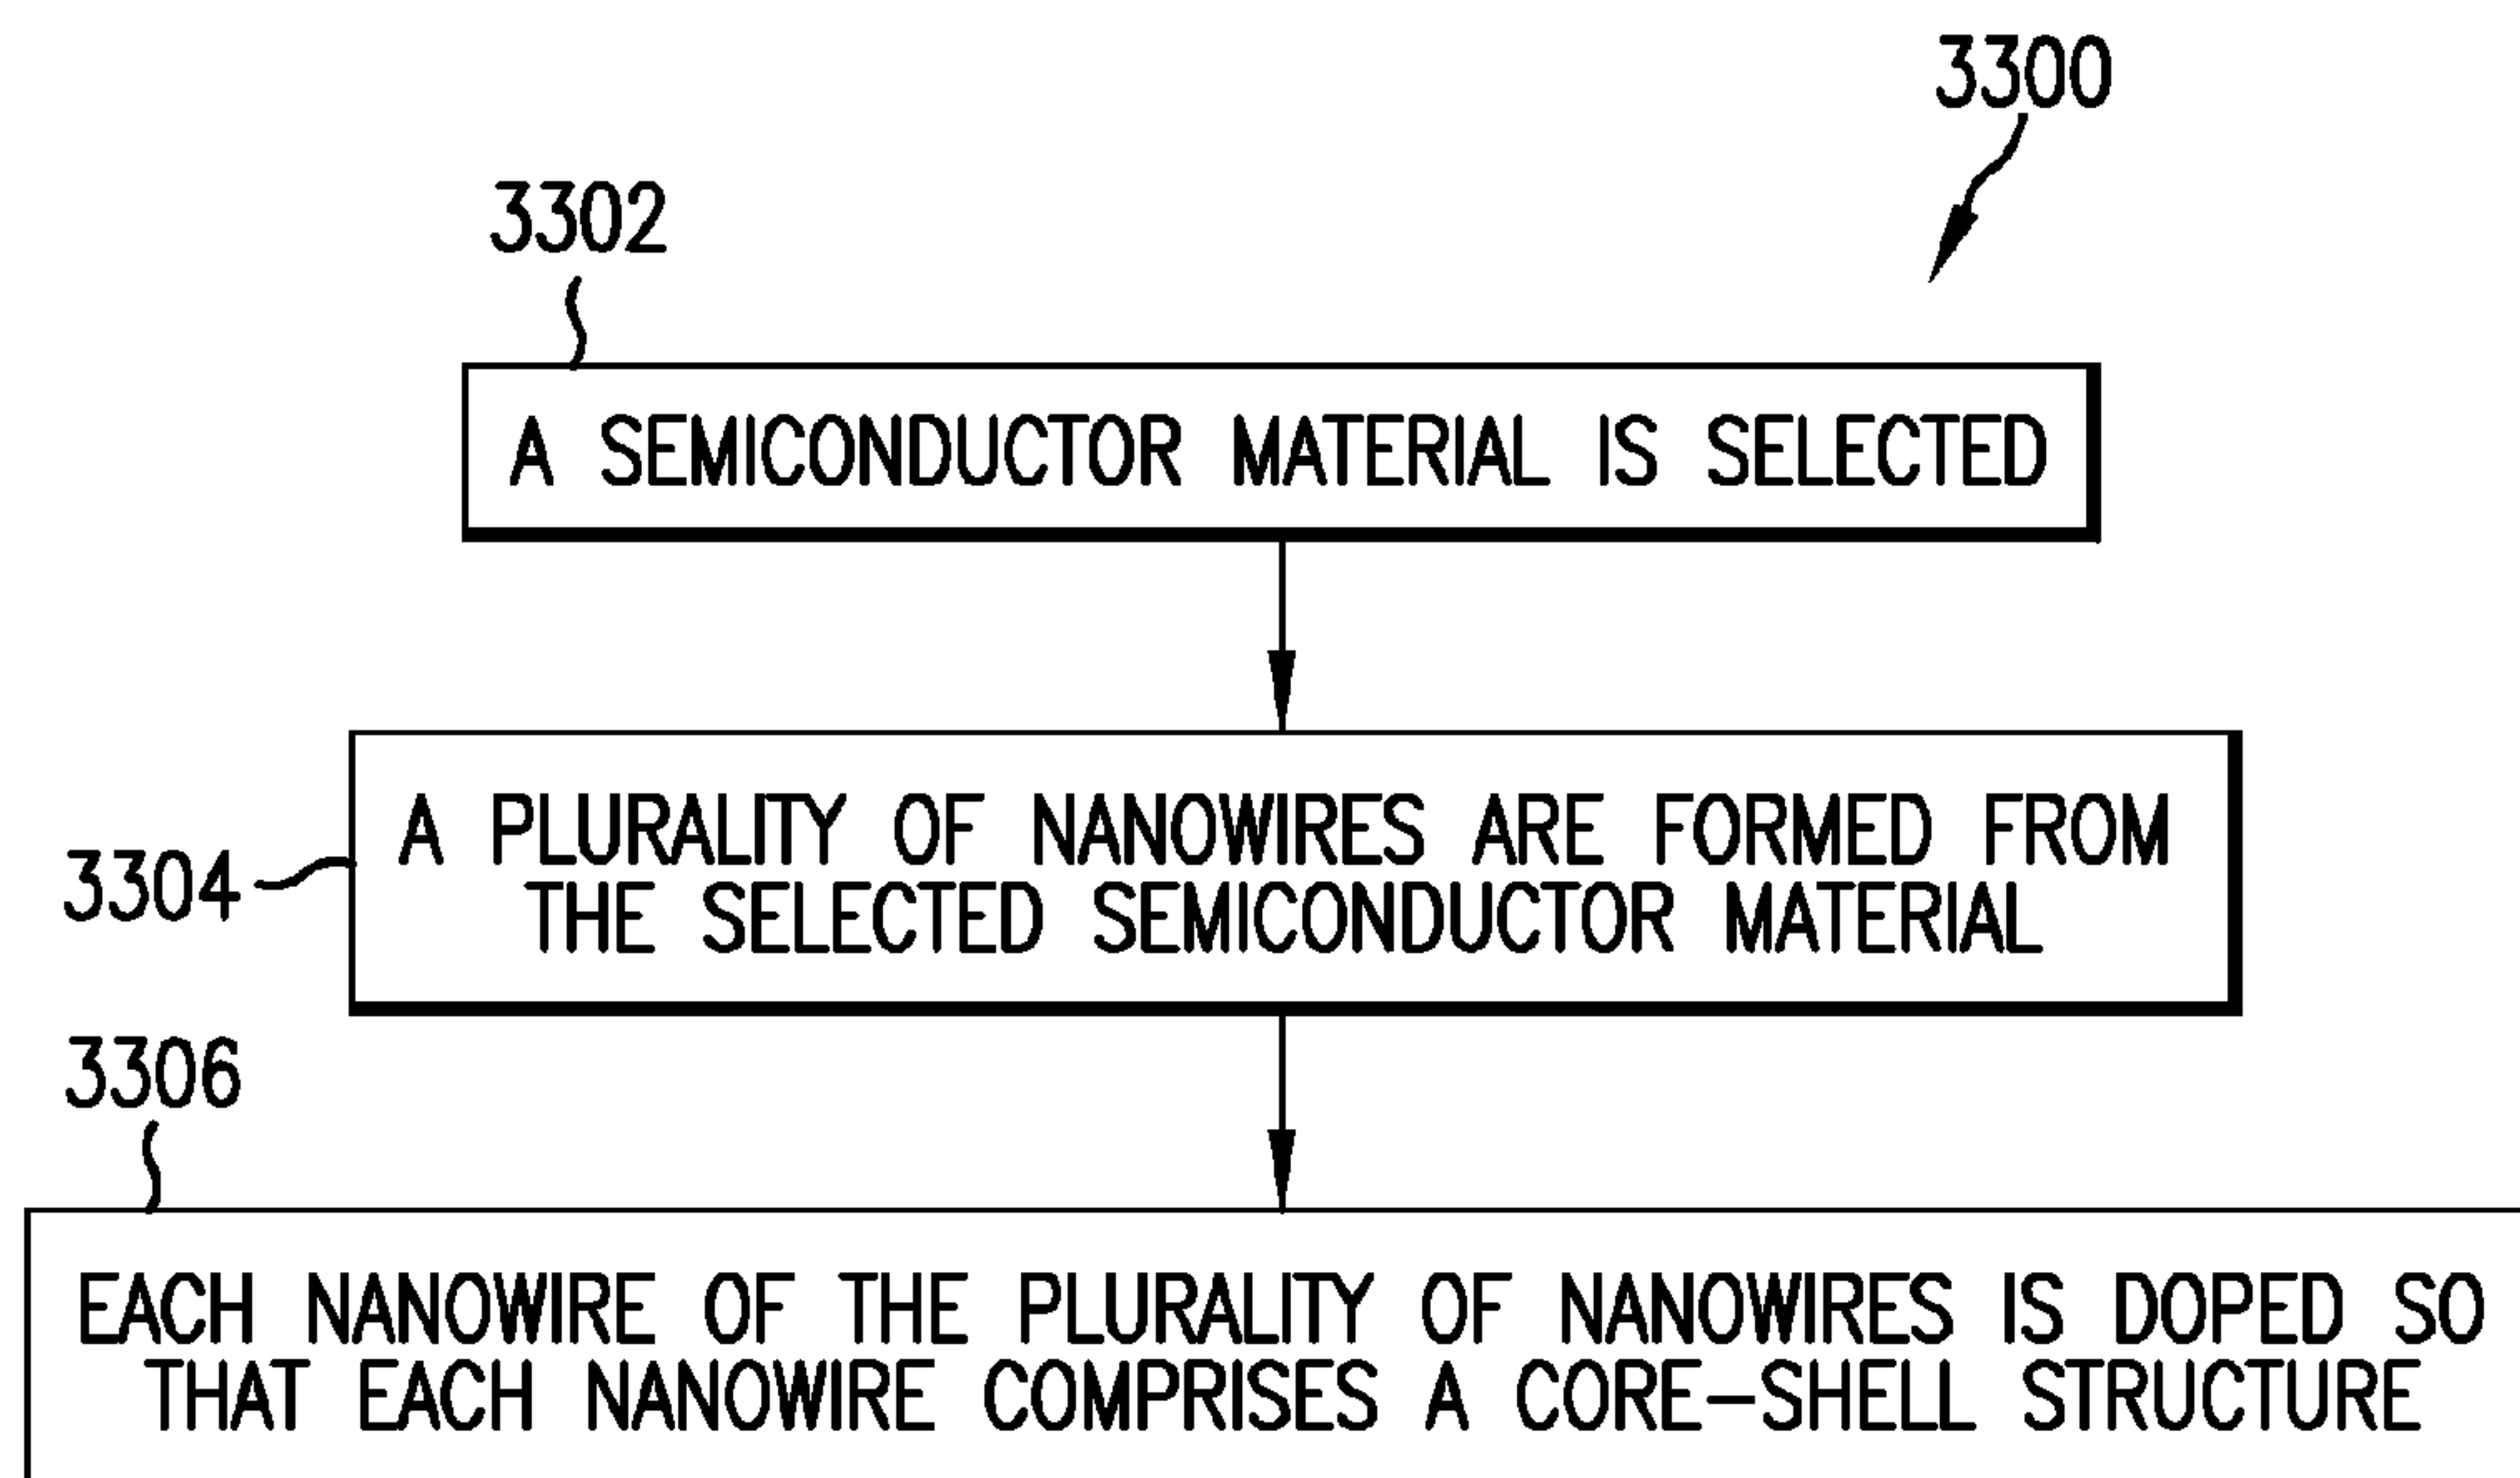 3300
3302
A SEMICONDUCTOR MATERIAL IS SELECTED
A PLURALITY OF NANOWIRES ARE FORMED FROM
THE SELECTED SEMICONDUCTOR MATERIAL
3304
3306
EACH NANOWIRE OF THE PLURALITY OF NANOWIRES IS DOPED SO
THAT EACH NANOWIRE COMPRISES A CORE-SHELL STRUCTURE